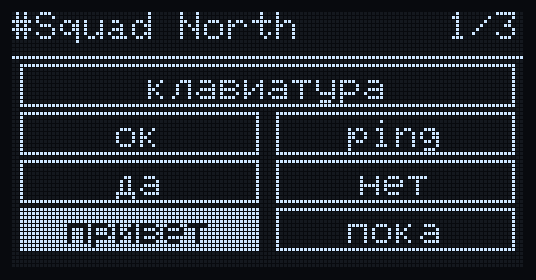 #Squad North 1/3
клавиатура
ок ping
да нет
привет пока